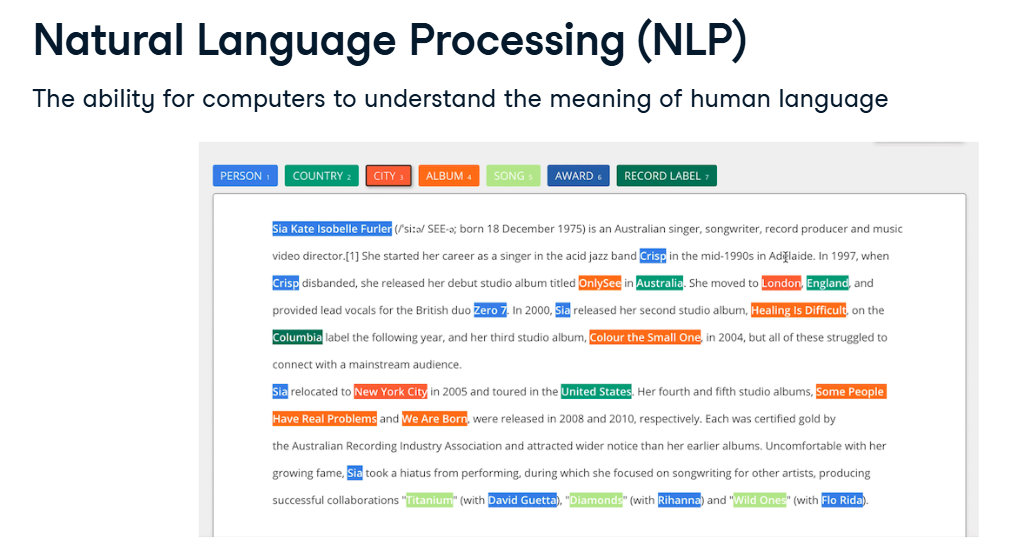 Natural Language Processing (NLP)
The ability for computers to understand the meaning of human language
PERSON 1 COUNTRY 2 CITY 3 ALBUM 4 SONG 5 AWARD 6 RECORD LABEL 7
Sia Kate Isobelle Furler (/ˈsiːə/ SEE-ə; born 18 December 1975) is an Australian singer, songwriter, record producer and music
video director.[1] She started her career as a singer in the acid jazz band Crisp in the mid-1990s in Adelaide. In 1997, when
Crisp disbanded, she released her debut studio album titled OnlySee in Australia. She moved to London, England, and
provided lead vocals for the British duo Zero 7. In 2000, Sia released her second studio album, Healing Is Difficult, on the
Columbia label the following year, and her third studio album, Colour the Small One, in 2004, but all of these struggled to
connect with a mainstream audience.
Sia relocated to New York City in 2005 and toured in the United States. Her fourth and fifth studio albums, Some People
Have Real Problems and We Are Born, were released in 2008 and 2010, respectively. Each was certified gold by
the Australian Recording Industry Association and attracted wider notice than her earlier albums. Uncomfortable with her
growing fame, Sia took a hiatus from performing, during which she focused on songwriting for other artists, producing
successful collaborations "Titanium" (with David Guetta), "Diamonds" (with Rihanna) and "Wild Ones" (with Flo Rida).